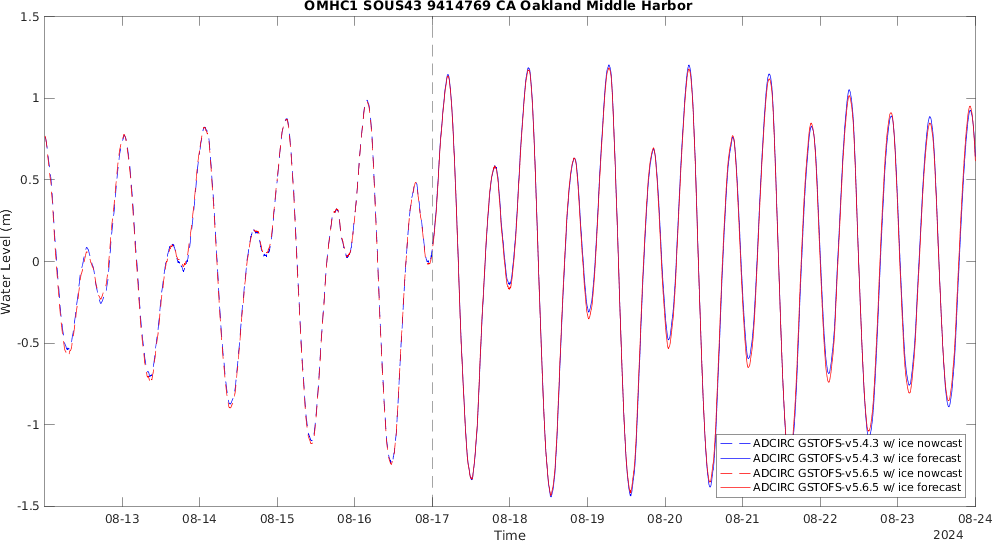 OMHC1 SOUS43 9414769 CA Oakland Middle Harbor
1.5
1
0.5
0
-0.5
-1
-1.5
Water Level (m)
ADCIRC GSTOFS-v5.4.3 w/ ice nowcast
ADCIRC GSTOFS-v5.4.3 w/ ice forecast
ADCIRC GSTOFS-v5.6.5 w/ ice nowcast
ADCIRC GSTOFS-v5.6.5 w/ ice forecast
08-13 08-14 08-15 08-16 08-17 08-18 08-19 08-20 08-21 08-22 08-23 08-24
Time
2024